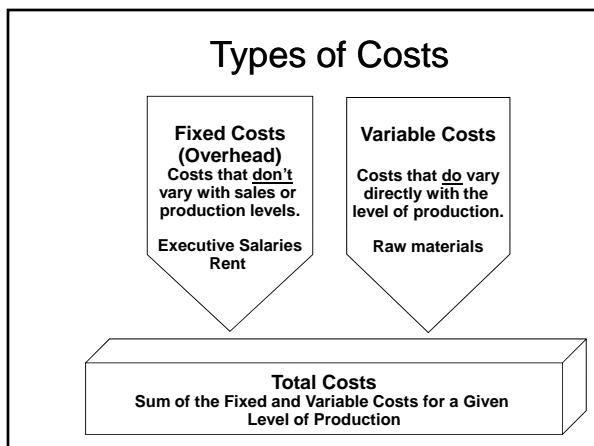 Types of Costs
Fixed Costs
(Overhead)
Costs that don't
vary with sales or
production levels.
Executive Salaries
Rent
Variable Costs
Costs that do vary
directly with the
level of production.
Raw materials
Total Costs
Sum of the Fixed and Variable Costs for a Given
Level of Production